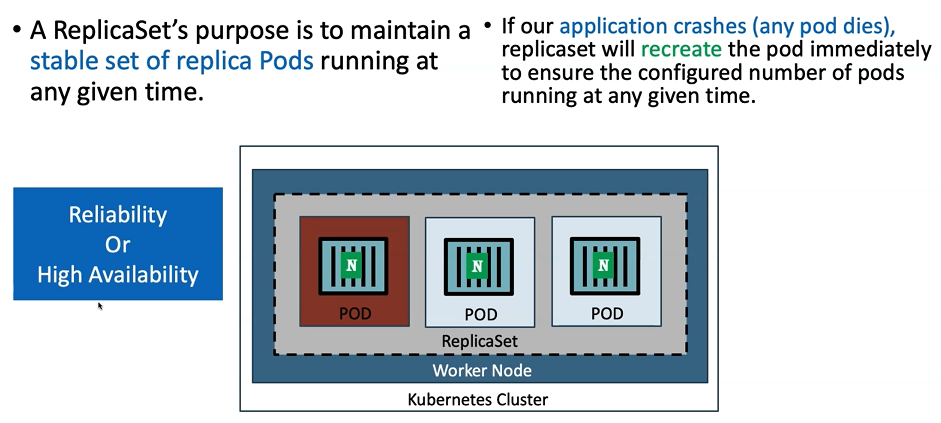 • A ReplicaSet's purpose is to maintain a
stable set of replica Pods running at
any given time.
• If our application crashes (any pod dies),
replicaset will recreate the pod immediately
to ensure the configured number of pods
running at any given time.
Reliability
Or
High Availability
N
N
N
POD
POD
POD
ReplicaSet
Worker Node
Kubernetes Cluster